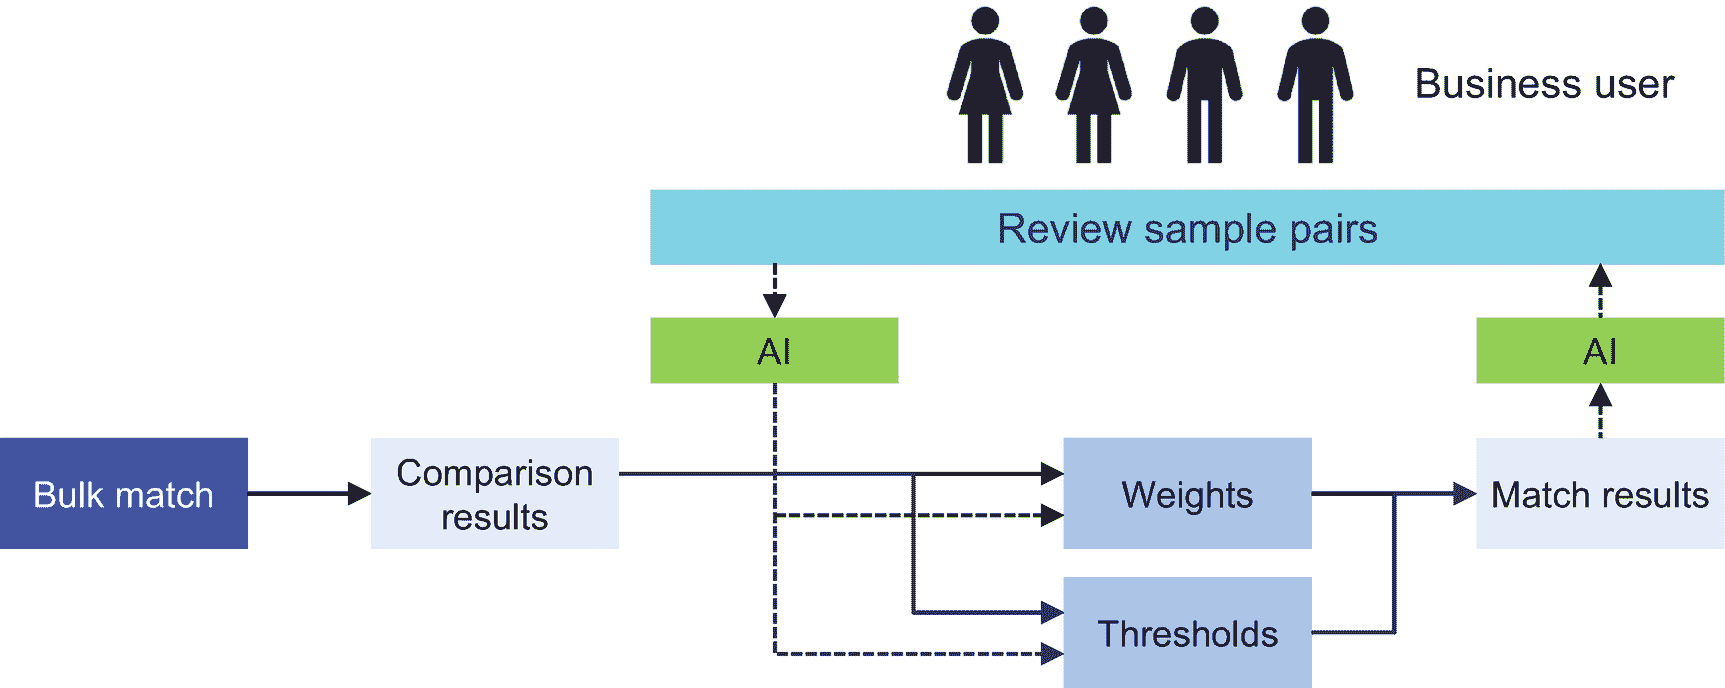 Business user
Review sample pairs
AI
AI
Bulk match
Comparison
results
Weights
Match results
Thresholds